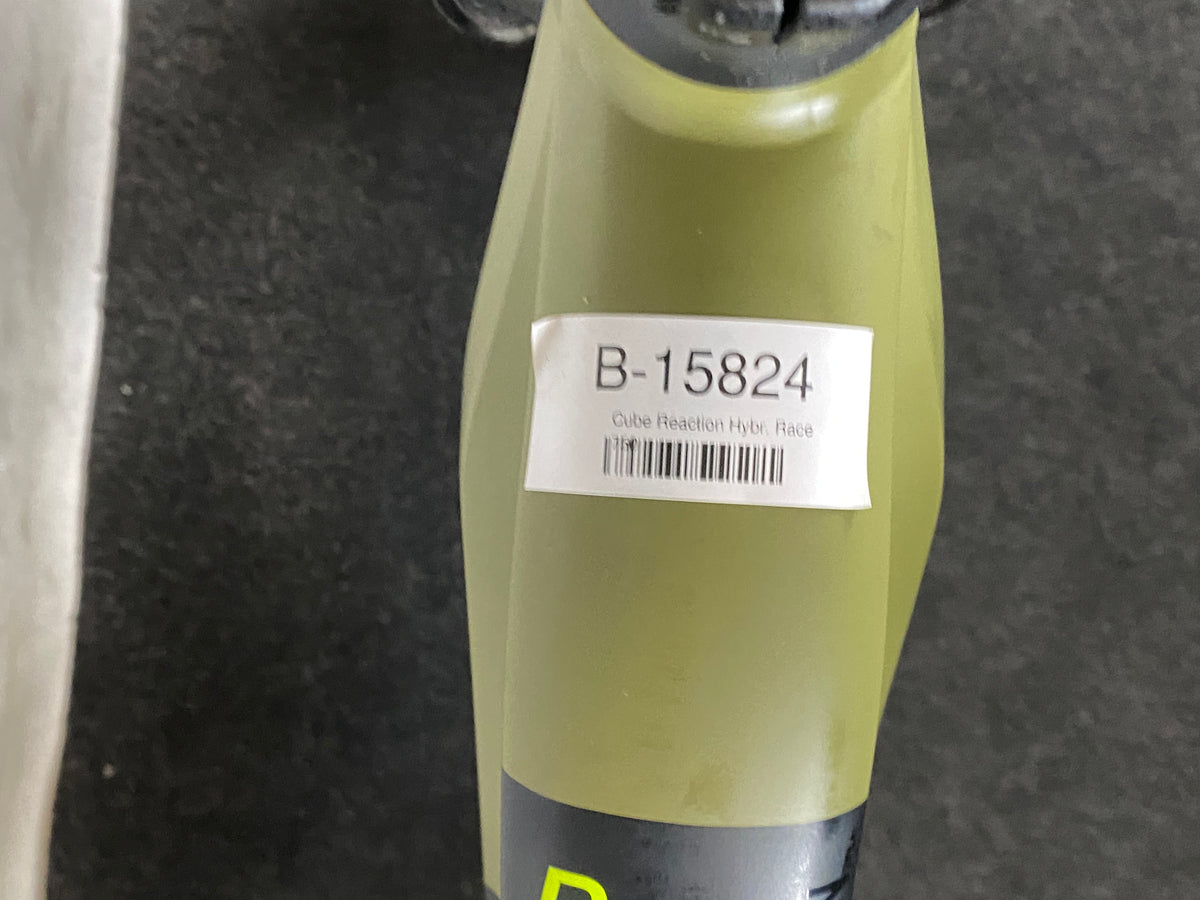 B-15824
Cube Reaction Hybr. Race